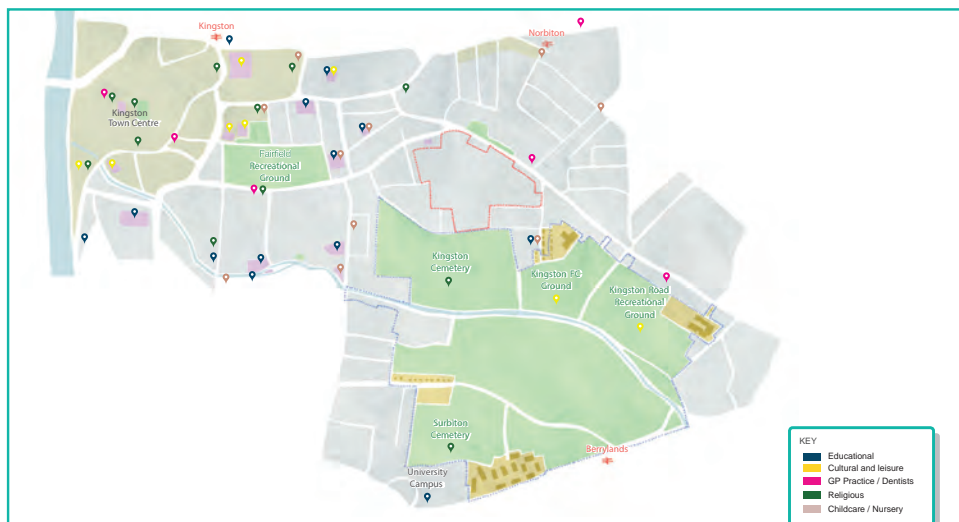 Kingston
Norbiton
Kingston
Town Centre
Fairfield
Recreational
Ground
Kingston
Cemetery
Kingston FC
Ground
Kingston Road
Recreational
Ground
Surbiton
Cemetery
Berrylands
University
Campus
KEY
Educational
Cultural and leisure
GP Practice / Dentists
Religious
Childcare / Nursery